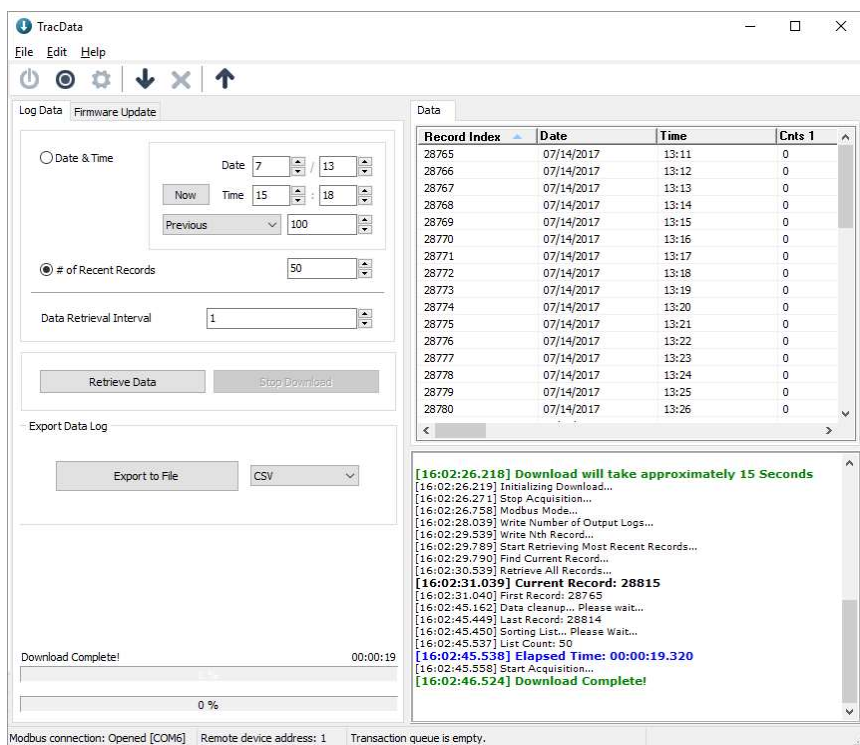 TracData
File Edit Help
Log Data Firmware Update
Date & Time
Date 7 / 13
Now Time 15 : 18
Previous 100
# of Recent Records 50
Data Retrieval Interval 1
Retrieve Data Stop Download
Export Data Log
Export to File CSV
Download Complete! 00:00:19
0 %
Data
Record Index Date Time Cnts 1
28765 07/14/2017 13:11 0
28766 07/14/2017 13:12 0
28767 07/14/2017 13:13 0
28768 07/14/2017 13:14 0
28769 07/14/2017 13:15 0
28770 07/14/2017 13:16 0
28771 07/14/2017 13:17 0
28772 07/14/2017 13:18 0
28773 07/14/2017 13:19 0
28774 07/14/2017 13:20 0
28775 07/14/2017 13:21 0
28776 07/14/2017 13:22 0
28777 07/14/2017 13:23 0
28778 07/14/2017 13:24 0
28779 07/14/2017 13:25 0
28780 07/14/2017 13:26 0
[16:02:26.218] Download will take approximately 15 Seconds
[16:02:26.219] Initializing Download...
[16:02:26.271] Stop Acquisition...
[16:02:26.758] Modbus Mode...
[16:02:28.039] Write Number of Output Logs...
[16:02:29.539] Write Nth Record...
[16:02:29.789] Start Retrieving Most Recent Records...
[16:02:29.790] Find Current Record...
[16:02:30.539] Retrieve All Records...
[16:02:31.039] Current Record: 28815
[16:02:31.040] First Record: 28765
[16:02:45.162] Data cleanup... Please wait...
[16:02:45.449] Last Record: 28814
[16:02:45.450] Sorting List... Please Wait...
[16:02:45.537] List Count: 50
[16:02:45.538] Elapsed Time: 00:00:19.320
[16:02:45.558] Start Acquisition...
[16:02:46.524] Download Complete!
Modbus connection: Opened [COM6] Remote device address: 1 Transaction queue is empty.